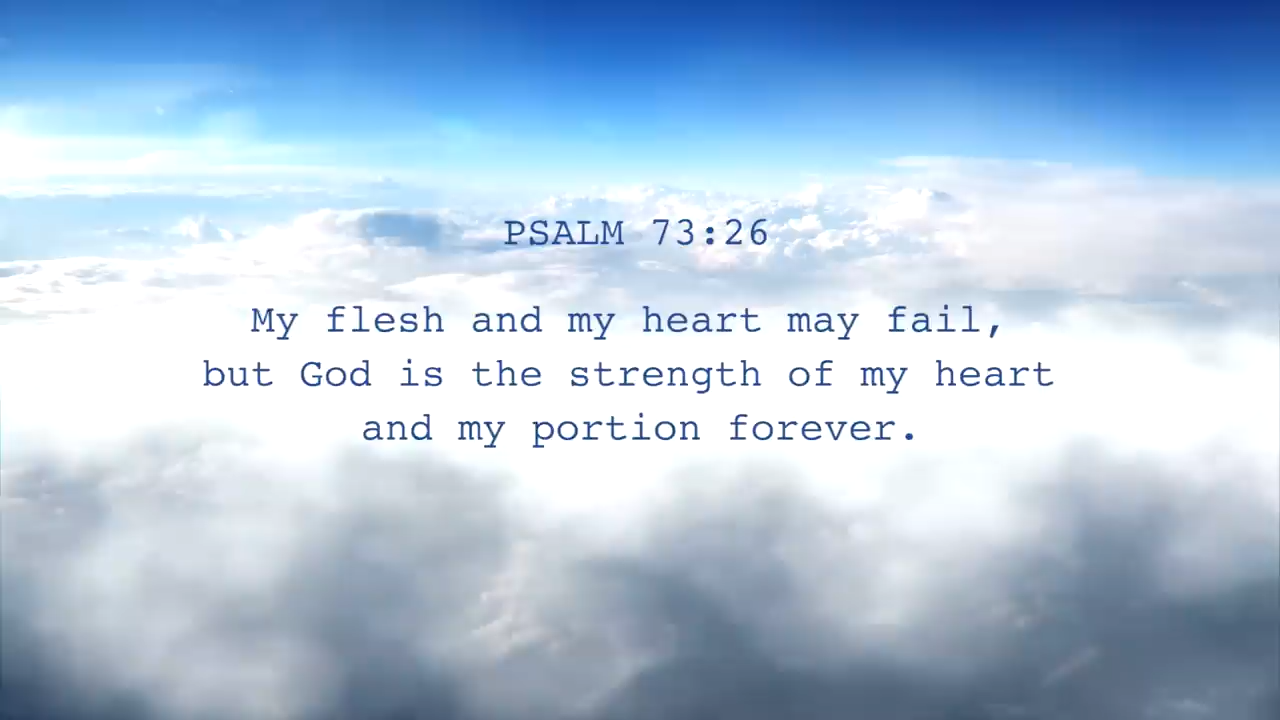 PSALM 73:26
My flesh and my heart may fail,
but God is the strength of my heart
and my portion forever.